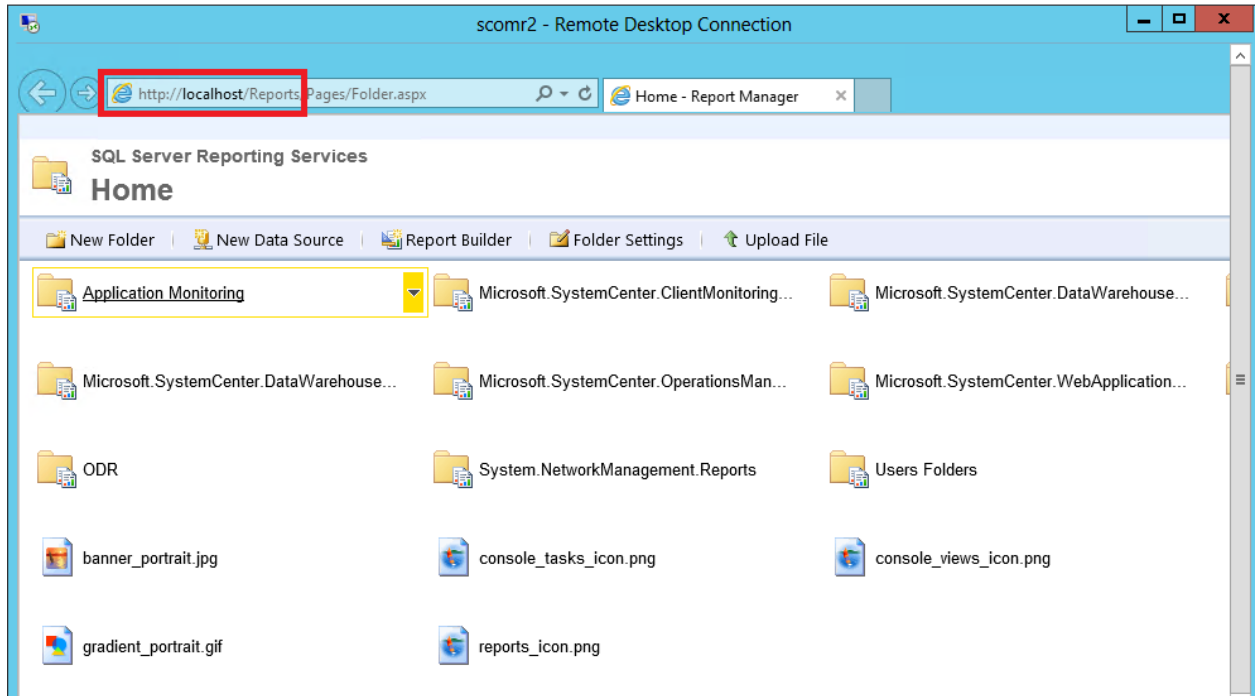 scomr2 - Remote Desktop Connection
http://localhost/Reports/Pages/Folder.aspx
Home - Report Manager
SQL Server Reporting Services
Home
New Folder New Data Source Report Builder Folder Settings Upload File
Application Monitoring Microsoft.SystemCenter.ClientMonitoring... Microsoft.SystemCenter.DataWarehouse...
Microsoft.SystemCenter.DataWarehouse... Microsoft.SystemCenter.OperationsMan... Microsoft.SystemCenter.WebApplication...
ODR System.NetworkManagement.Reports Users Folders
banner_portrait.jpg console_tasks_icon.png console_views_icon.png
gradient_portrait.gif reports_icon.png